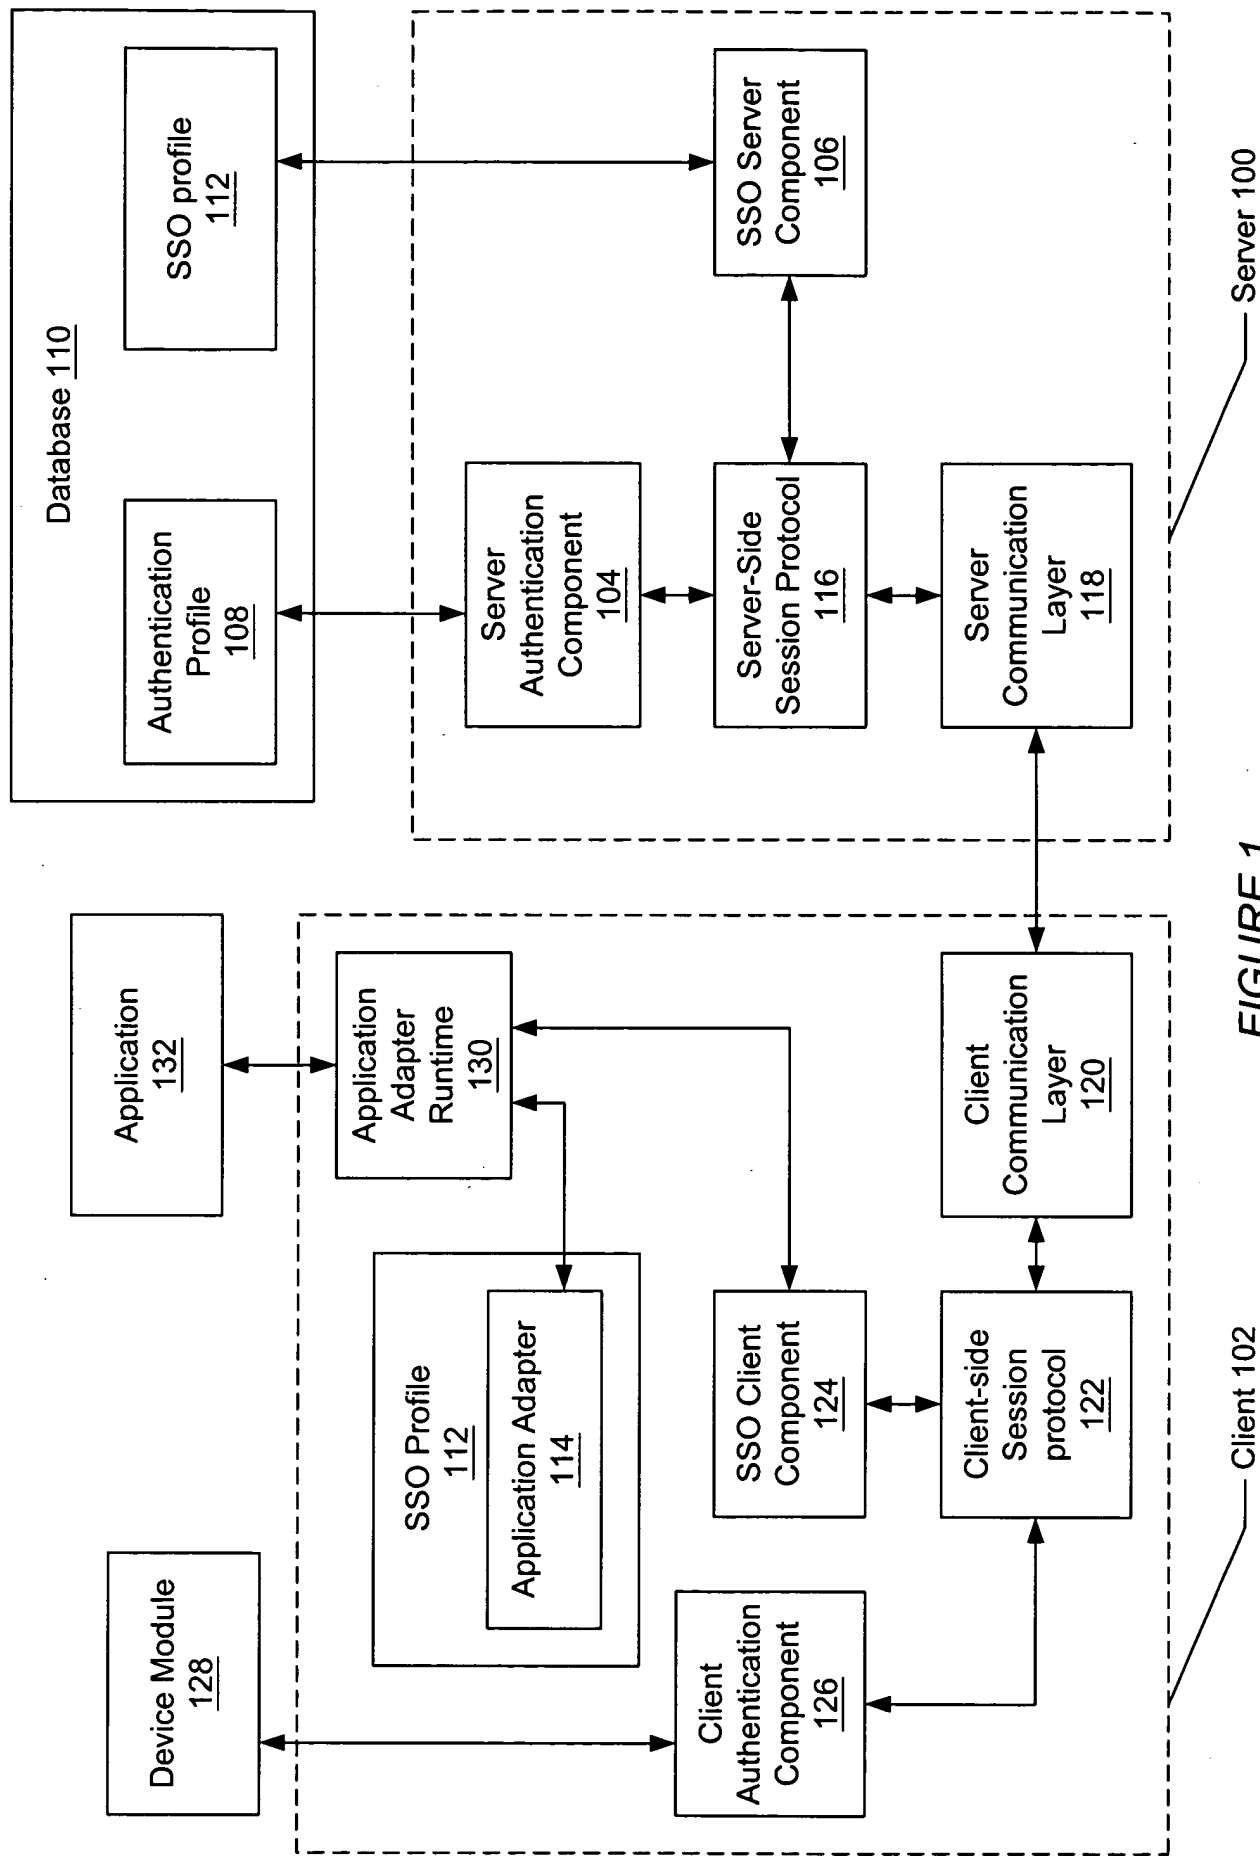 Device Module
128
Application
132
Database 110
Authentication
Profile
108
SSO profile
112
SSO Profile
112
Application Adapter
114
Application
Adapter
Runtime
130
Server
Authentication
Component
104
Client
Authentication
Component
126
SSO Client
Component
124
Server-Side
Session Protocol
116
SSO Server
Component
106
Client-side
Session
protocol
122
Client
Communication
Layer
120
Server
Communication
Layer
118
Client 102
Server 100
FIGURE 1